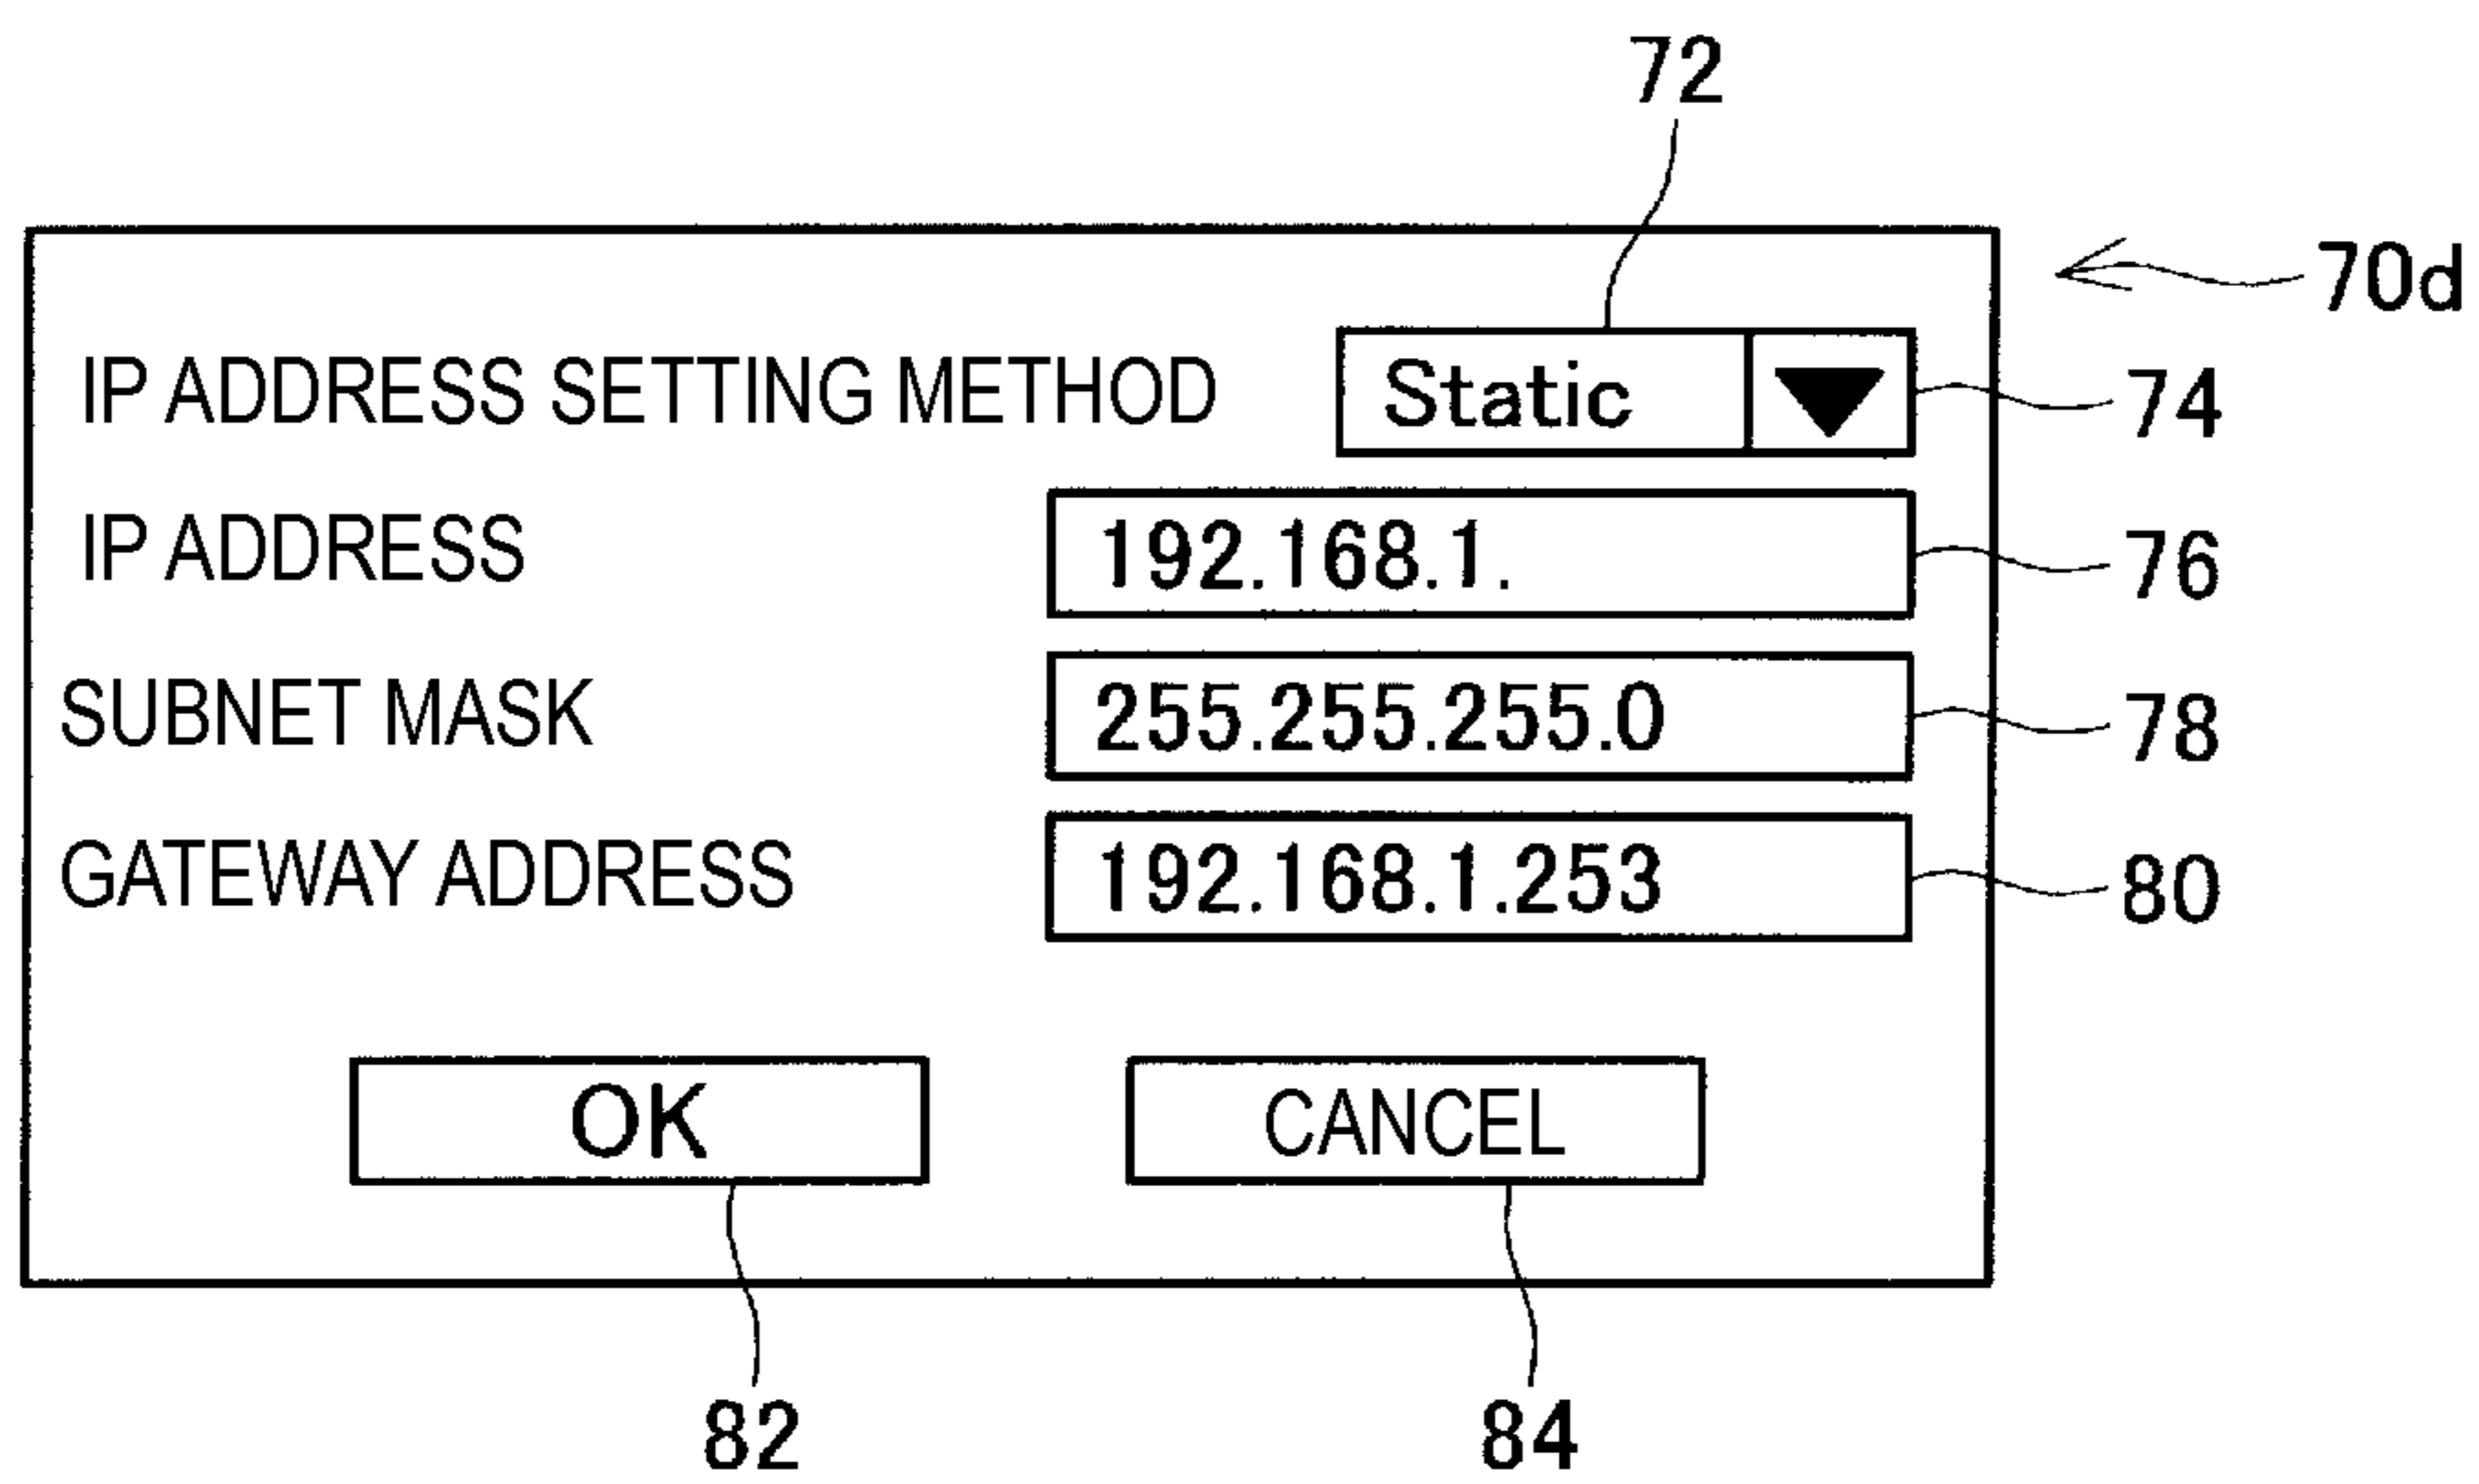 72
70d
IP ADDRESS SETTING METHOD Static 74
IP ADDRESS 192.168.1. 76
SUBNET MASK 255.255.255.0 78
GATEWAY ADDRESS 192.168.1.253 80
OK CANCEL
82 84